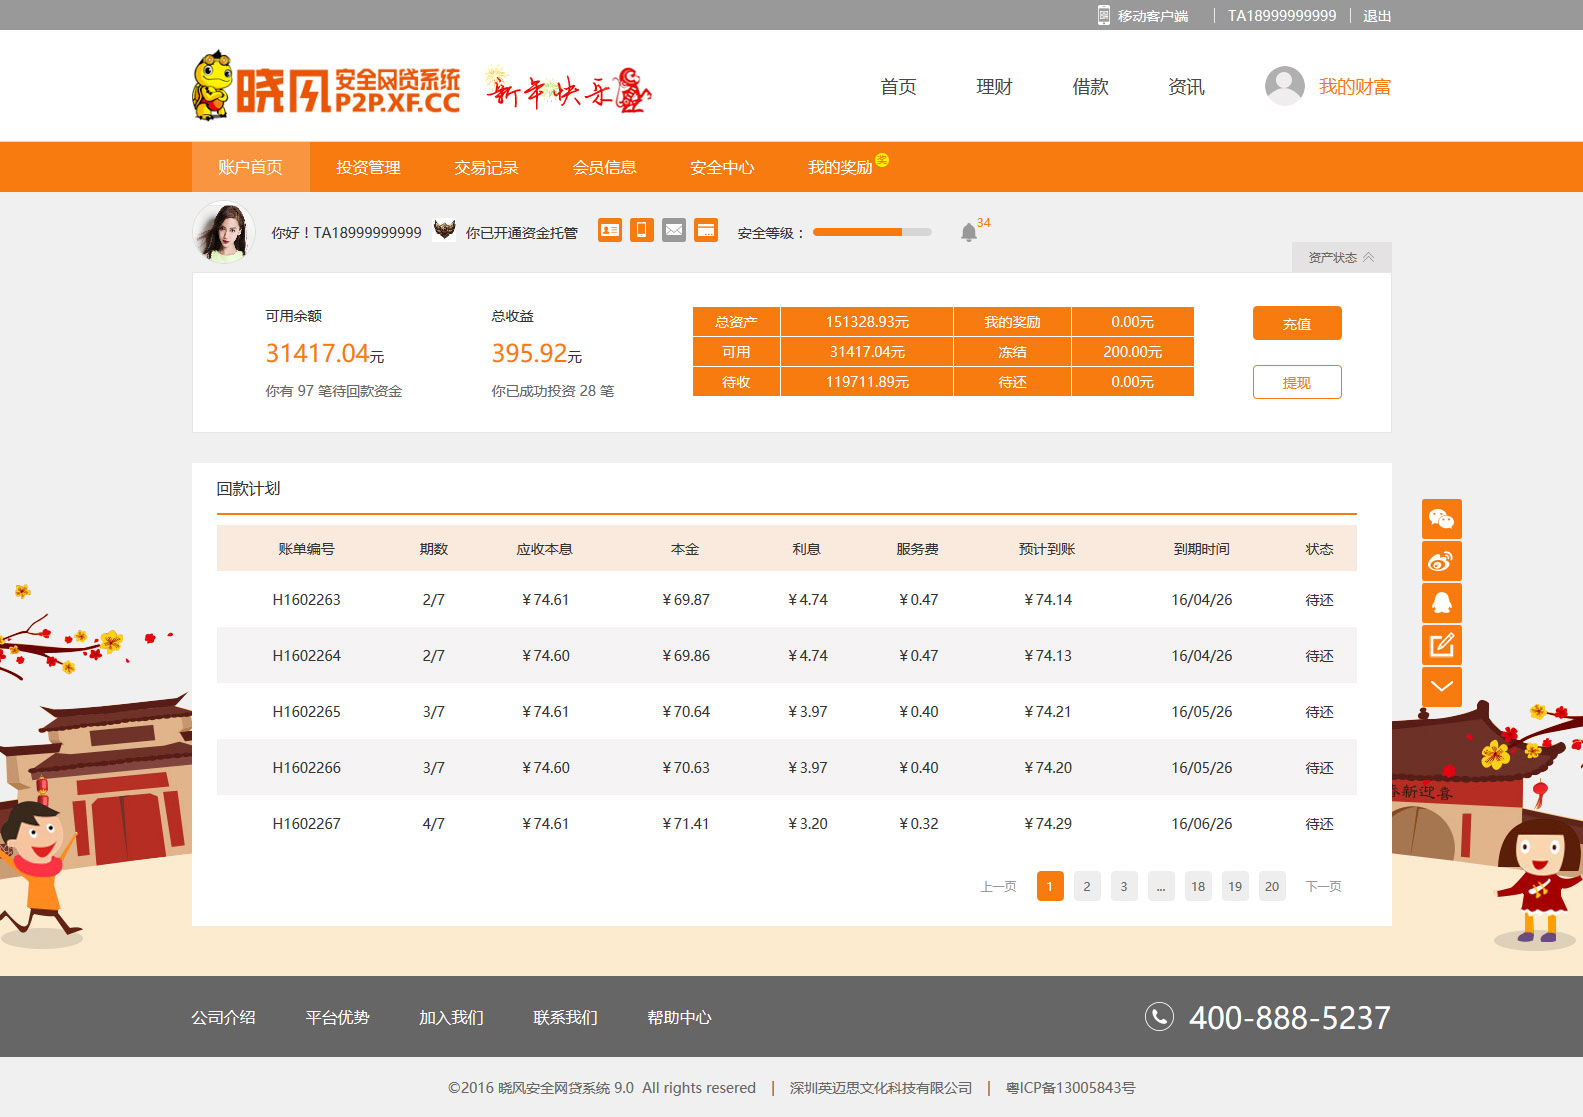 移动客户端 TA18999999999 退出
晓风 安全网贷系统
P2P.XF.CC
新年快乐
首页 理财 借款 资讯 我的财富
账户首页 投资管理 交易记录 会员信息 安全中心 我的奖励 奖
你好！TA18999999999 你已开通资金托管 安全等级： 34
资产状态
可用余额 总收益
31417.04元 395.92元
你有 97 笔待回款资金 你已成功投资 28 笔
总资产 151328.93元 我的奖励 0.00元
可用 31417.04元 冻结 200.00元
待收 119711.89元 待还 0.00元
充值
提现
回款计划
账单编号 期数 应收本息 本金 利息 服务费 预计到账 到期时间 状态
H1602263 2/7 ￥74.61 ￥69.87 ￥4.74 ￥0.47 ￥74.14 16/04/26 待还
H1602264 2/7 ￥74.60 ￥69.86 ￥4.74 ￥0.47 ￥74.13 16/04/26 待还
H1602265 3/7 ￥74.61 ￥70.64 ￥3.97 ￥0.40 ￥74.21 16/05/26 待还
H1602266 3/7 ￥74.60 ￥70.63 ￥3.97 ￥0.40 ￥74.20 16/05/26 待还
H1602267 4/7 ￥74.61 ￥71.41 ￥3.20 ￥0.32 ￥74.29 16/06/26 待还
上一页 1 2 3 ... 18 19 20 下一页
新迎喜
公司介绍 平台优势 加入我们 联系我们 帮助中心
400-888-5237
©2016 晓风安全网贷系统 9.0 All rights resered | 深圳英迈思文化科技有限公司 | 粤ICP备13005843号